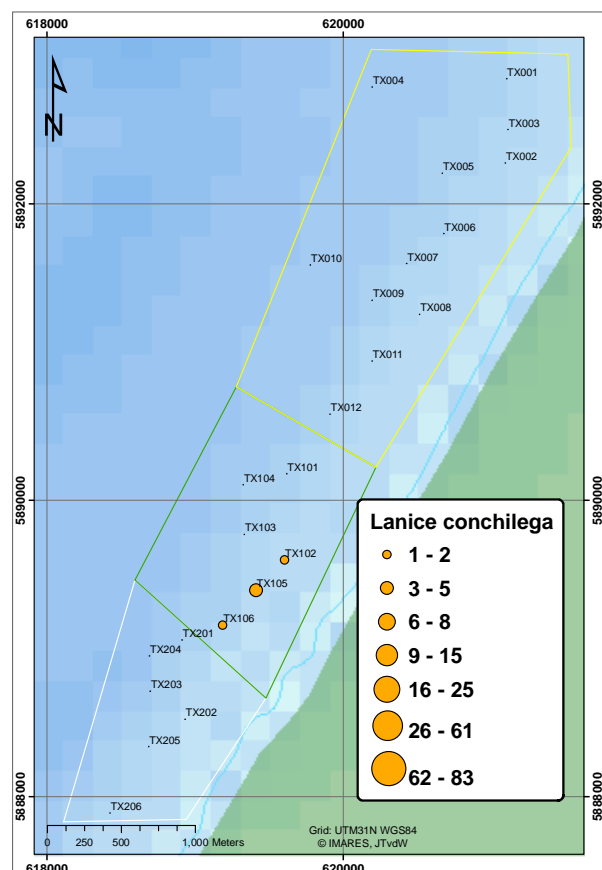 618000 620000
N
TX001
TX004
TX003
TX002
TX005
5892000 5892000
TX006
TX010
TX007
TX009
TX008
TX011
TX012
TX101
TX104
5890000 5890000
TX103
TX102
TX105
TX106
TX201
TX204
TX203
TX202
TX205
5888000 5888000
TX206
Lanice conchilega
1 - 2
3 - 5
6 - 8
9 - 15
16 - 25
26 - 61
62 - 83
0 250 500 1,000 Meters
Grid: UTM31N WGS84
© IMARES, JTvdW
618000 620000